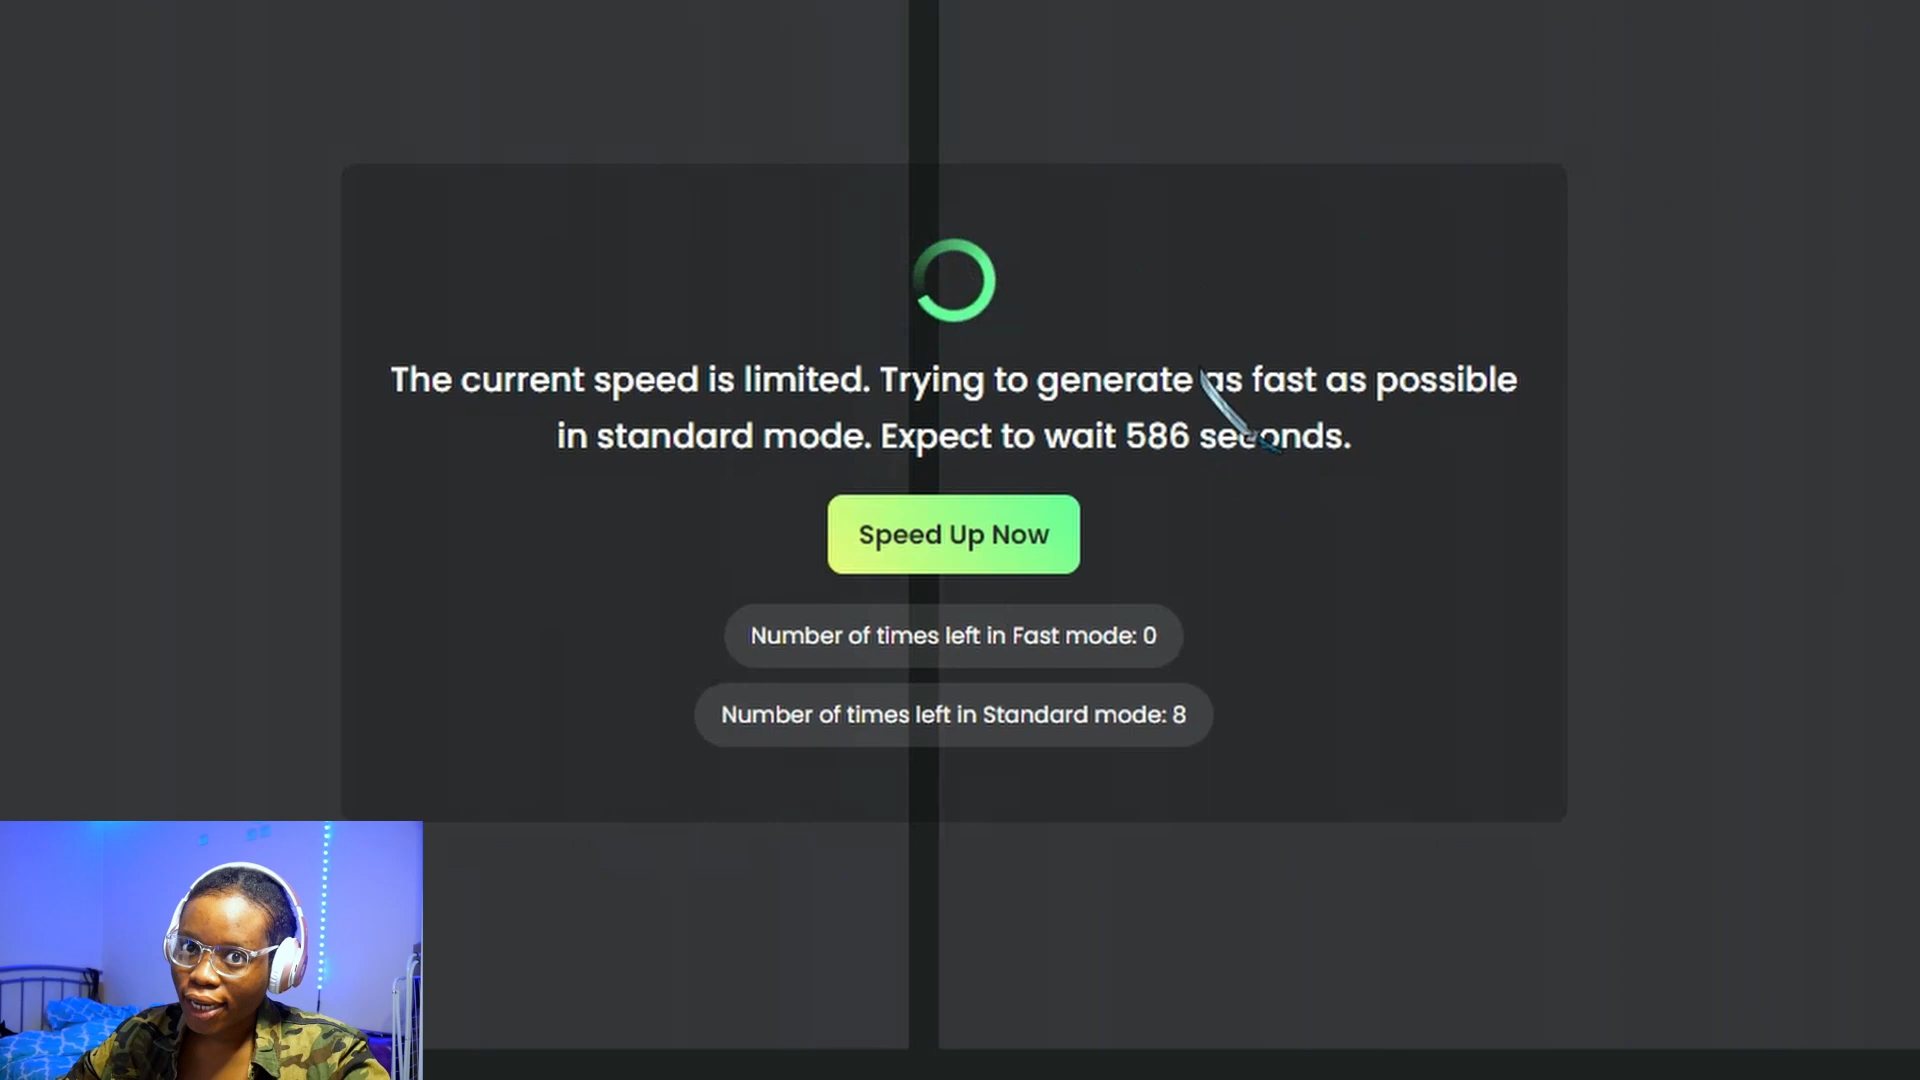 The current speed is limited. Trying to generate as fast as possible
in standard mode. Expect to wait 586 seconds.
Speed Up Now
Number of times left in Fast mode: 0
Number of times left in Standard mode: 8